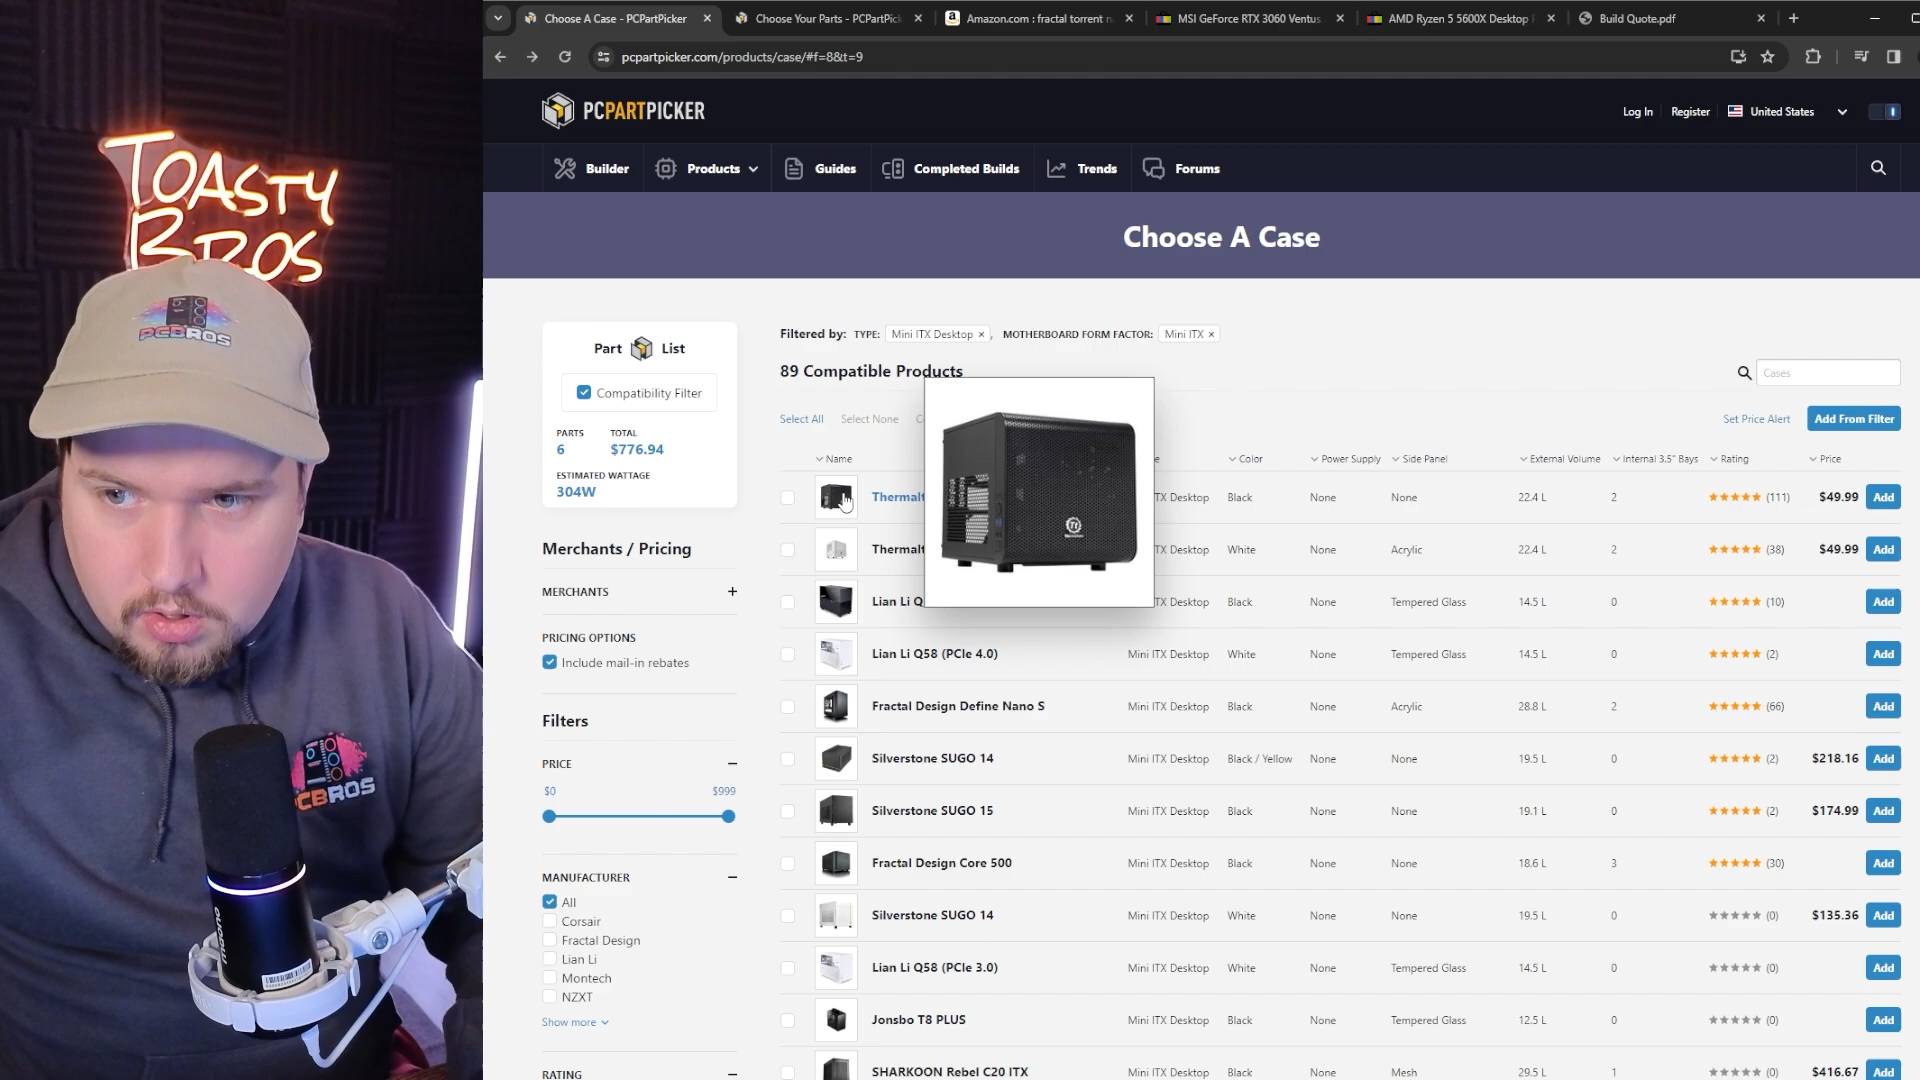 Choose A Case - PCPartPicker
Choose Your Parts - PCPartPick
Amazon.com : fractal torrent n
MSI GeForce RTX 3060 Ventus
AMD Ryzen 5 5600X Desktop
Build Quote.pdf
pcpartpicker.com/products/case/#f=8&t=9
PCPARTPICKER
Log In
Register
United States
Builder
Products
Guides
Completed Builds
Trends
Forums
Choose A Case
TOASTY
BROS
PCBROS
PCBROS
Part List
Compatibility Filter
PARTS
TOTAL
6
$776.94
ESTIMATED WATTAGE
304W
Merchants / Pricing
MERCHANTS
PRICING OPTIONS
Include mail-in rebates
Filters
PRICE
$0
$999
MANUFACTURER
All
Corsair
Fractal Design
Lian Li
Montech
NZXT
Show more
RATING
Filtered by: TYPE: Mini ITX Desktop ×, MOTHERBOARD FORM FACTOR: Mini ITX ×
89 Compatible Products
Cases
Select All
Select None
Set Price Alert
Add From Filter
Name
Color
Power Supply
Side Panel
External Volume
Internal 3.5" Bays
Rating
Price
Thermalt TX Desktop Black None None 22.4 L 2 (111) $49.99 Add
Thermalt TX Desktop White None Acrylic 22.4 L 2 (38) $49.99 Add
Lian Li Q TX Desktop Black None Tempered Glass 14.5 L 0 (10) Add
Lian Li Q58 (PCIe 4.0) Mini ITX Desktop White None Tempered Glass 14.5 L 0 (2) Add
Fractal Design Define Nano S Mini ITX Desktop Black None Acrylic 28.8 L 2 (66) Add
Silverstone SUGO 14 Mini ITX Desktop Black / Yellow None None 19.5 L 0 (2) $218.16 Add
Silverstone SUGO 15 Mini ITX Desktop Black None None 19.1 L 0 (2) $174.99 Add
Fractal Design Core 500 Mini ITX Desktop Black None None 18.6 L 3 (30) Add
Silverstone SUGO 14 Mini ITX Desktop White None None 19.5 L 0 (0) $135.36 Add
Lian Li Q58 (PCIe 3.0) Mini ITX Desktop White None Tempered Glass 14.5 L 0 (0) Add
Jonsbo T8 PLUS Mini ITX Desktop Black None Tempered Glass 12.5 L 0 (0) Add
SHARKOON Rebel C20 ITX Mini ITX Desktop Black None Mesh 29.5 L 1 (0) $416.67 Add